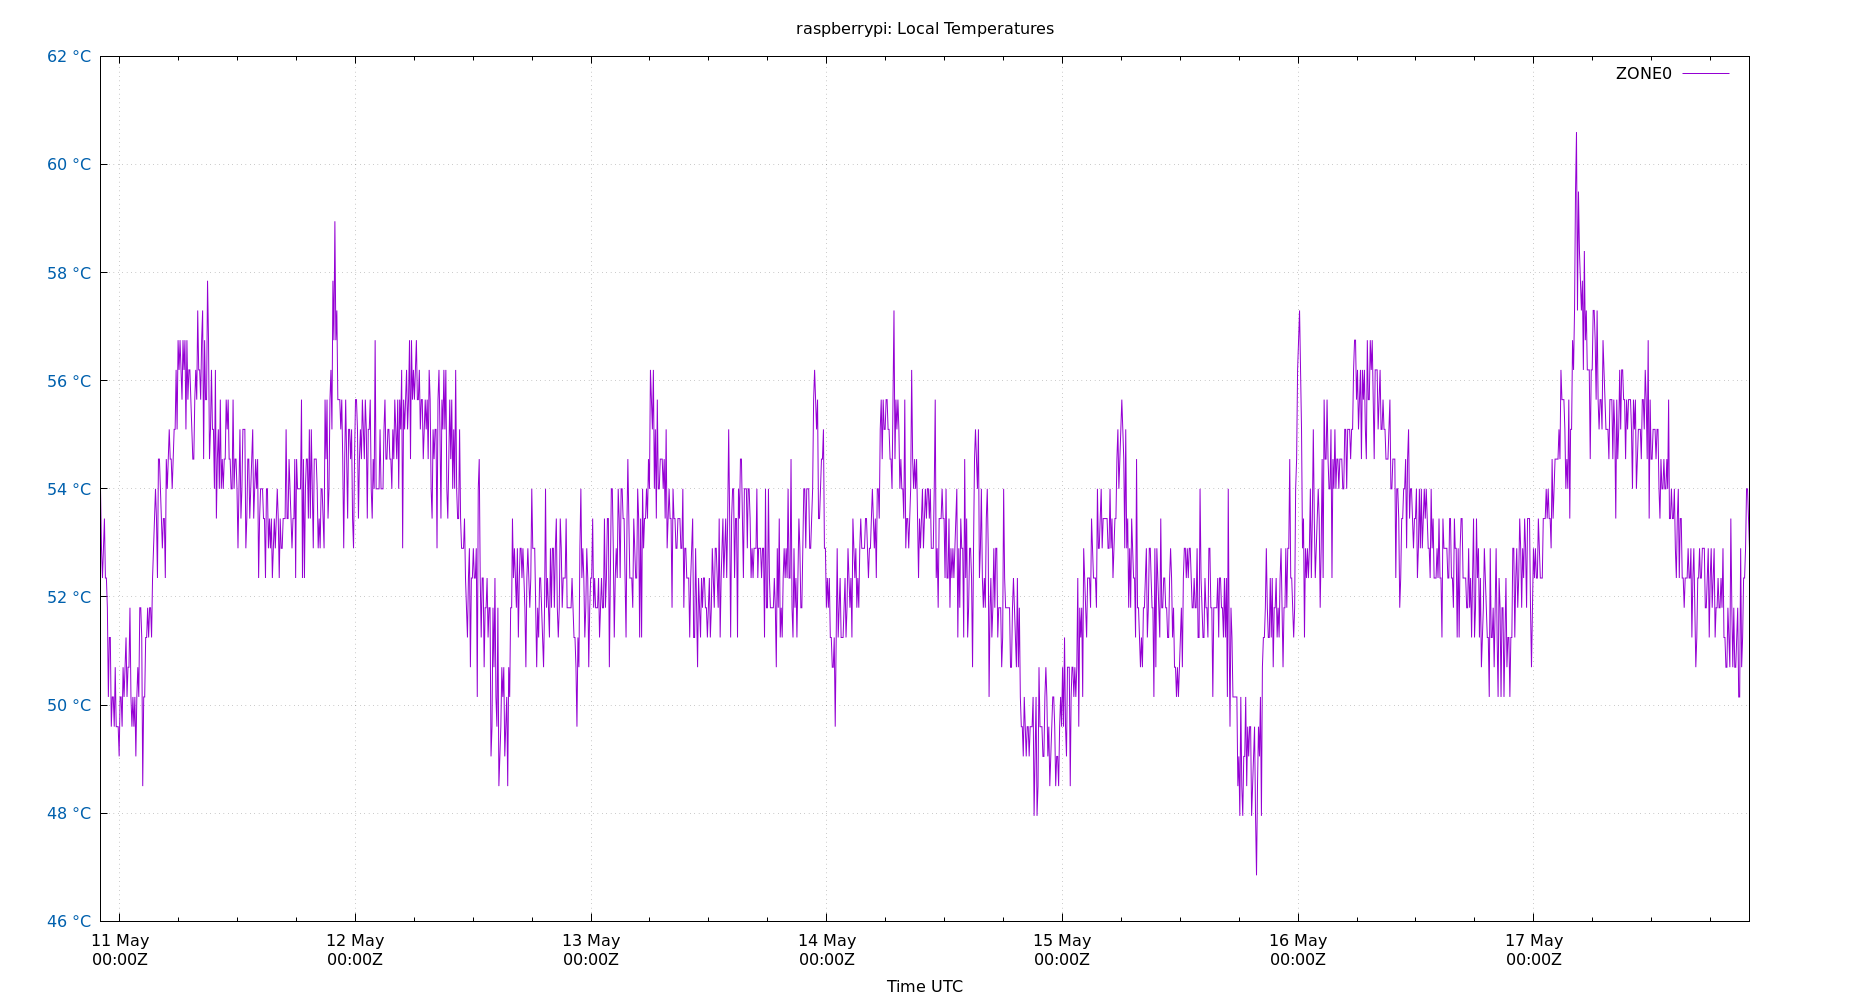 raspberrypi: Local Temperatures
62 °C
60 °C
58 °C
56 °C
54 °C
52 °C
50 °C
48 °C
46 °C
ZONE0
11 May 12 May 13 May 14 May 15 May 16 May 17 May
00:00Z 00:00Z 00:00Z 00:00Z 00:00Z 00:00Z 00:00Z
Time UTC